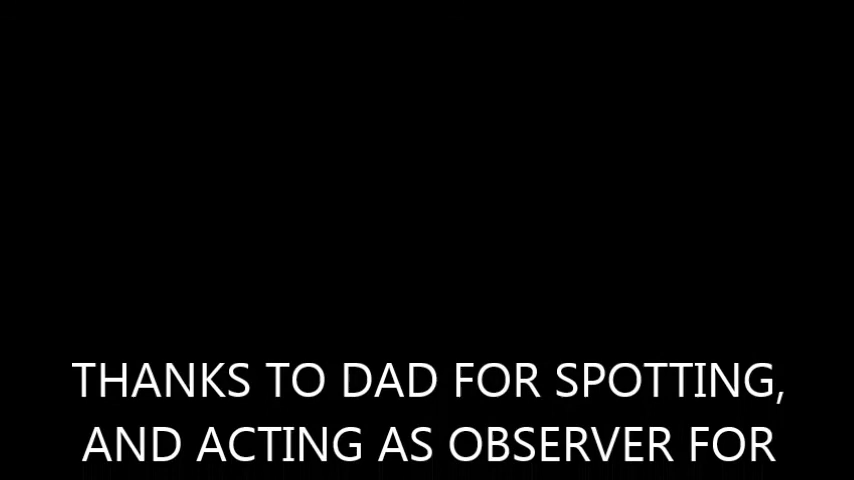 THANKS TO DAD FOR SPOTTING,
AND ACTING AS OBSERVER FOR